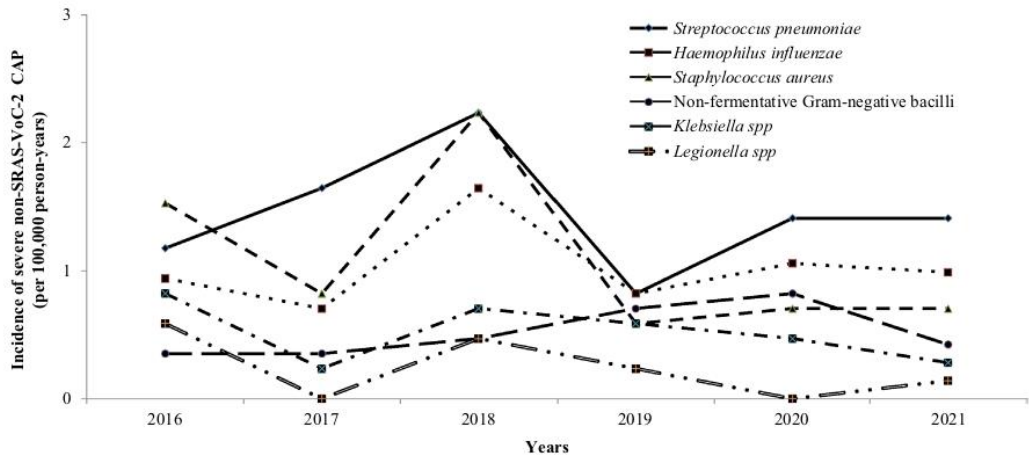 Incidence of severe non-SRAS-VoC-2 CAP
(per 100,000 person-years)
3
2
1
0
Streptococcus pneumoniae
Haemophilus influenzae
Staphylococcus aureus
Non-fermentative Gram-negative bacilli
Klebsiella spp
Legionella spp
2016 2017 2018 2019 2020 2021
Years